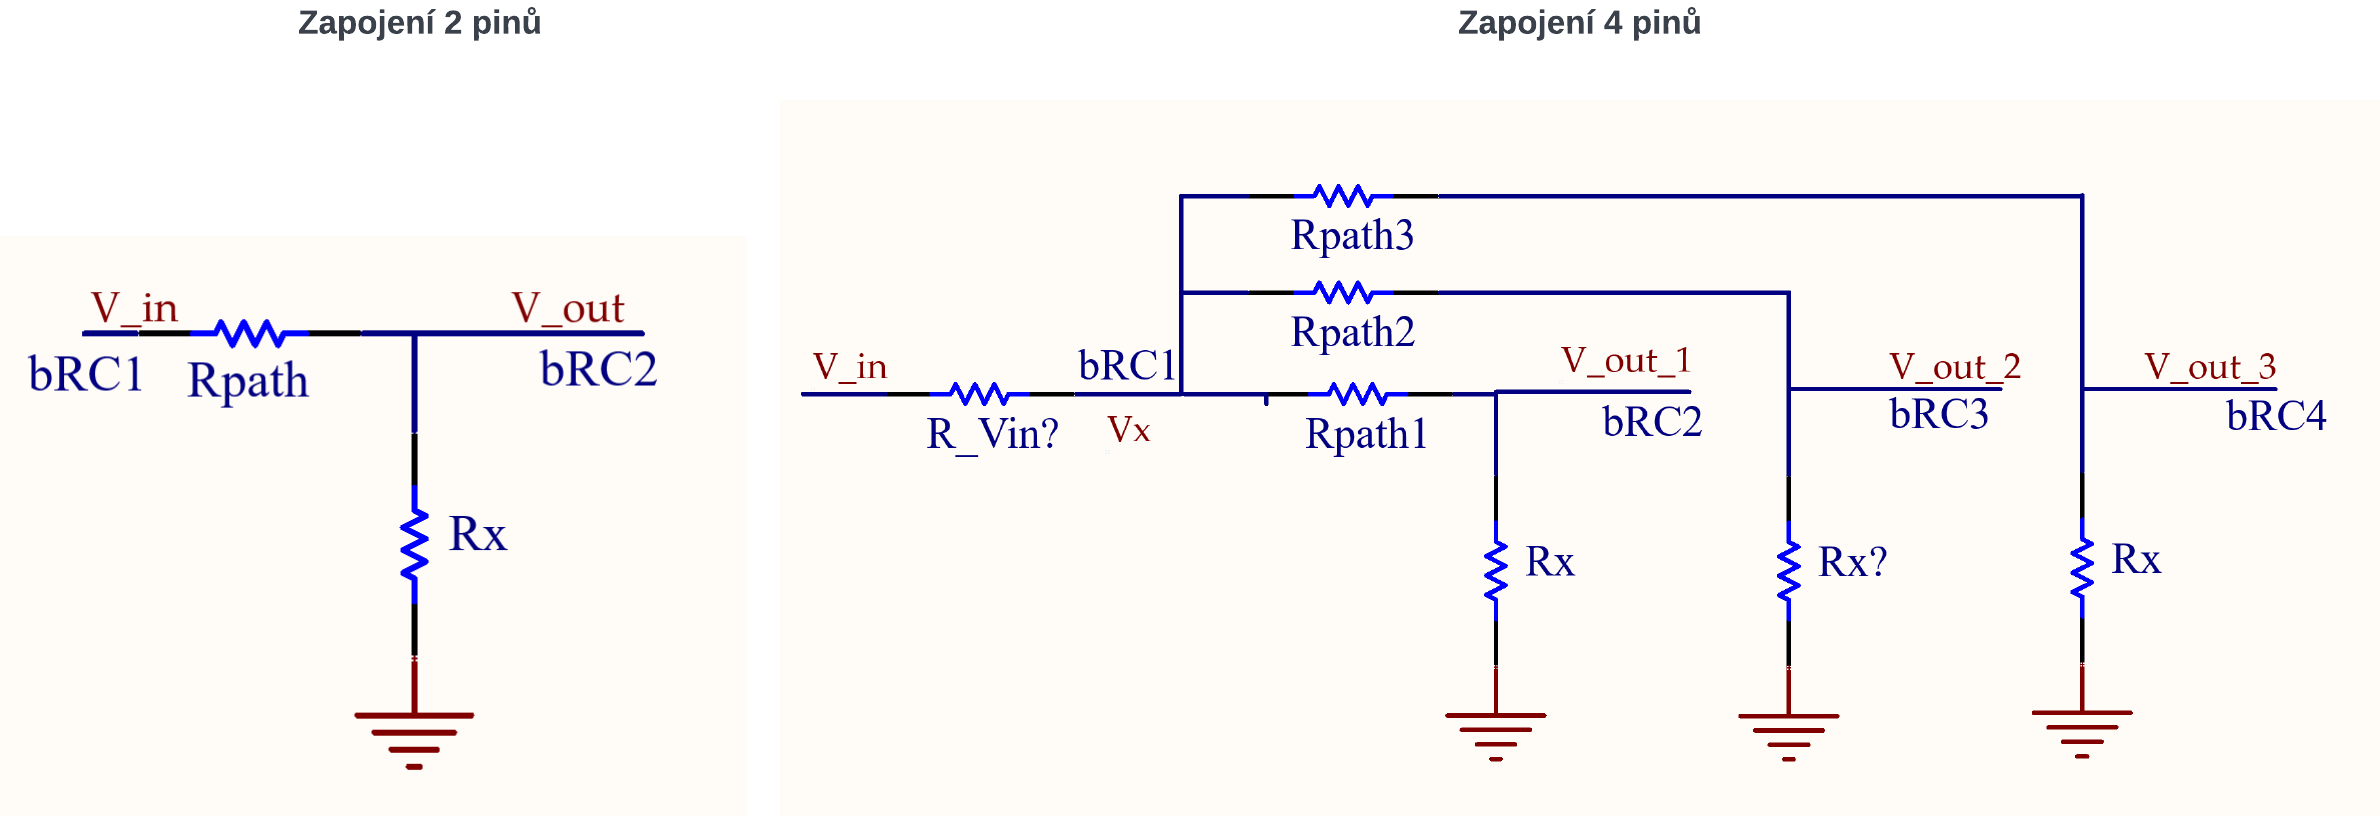 Zapojení 2 pinů
V_in
V_out
bRC1
Rpath
bRC2
Rx
Zapojení 4 pinů
Rpath3
Rpath2
V_in
bRC1
V_out_1
V_out_2
V_out_3
R_Vin?
Vx
Rpath1
bRC2
bRC3
bRC4
Rx
Rx?
Rx